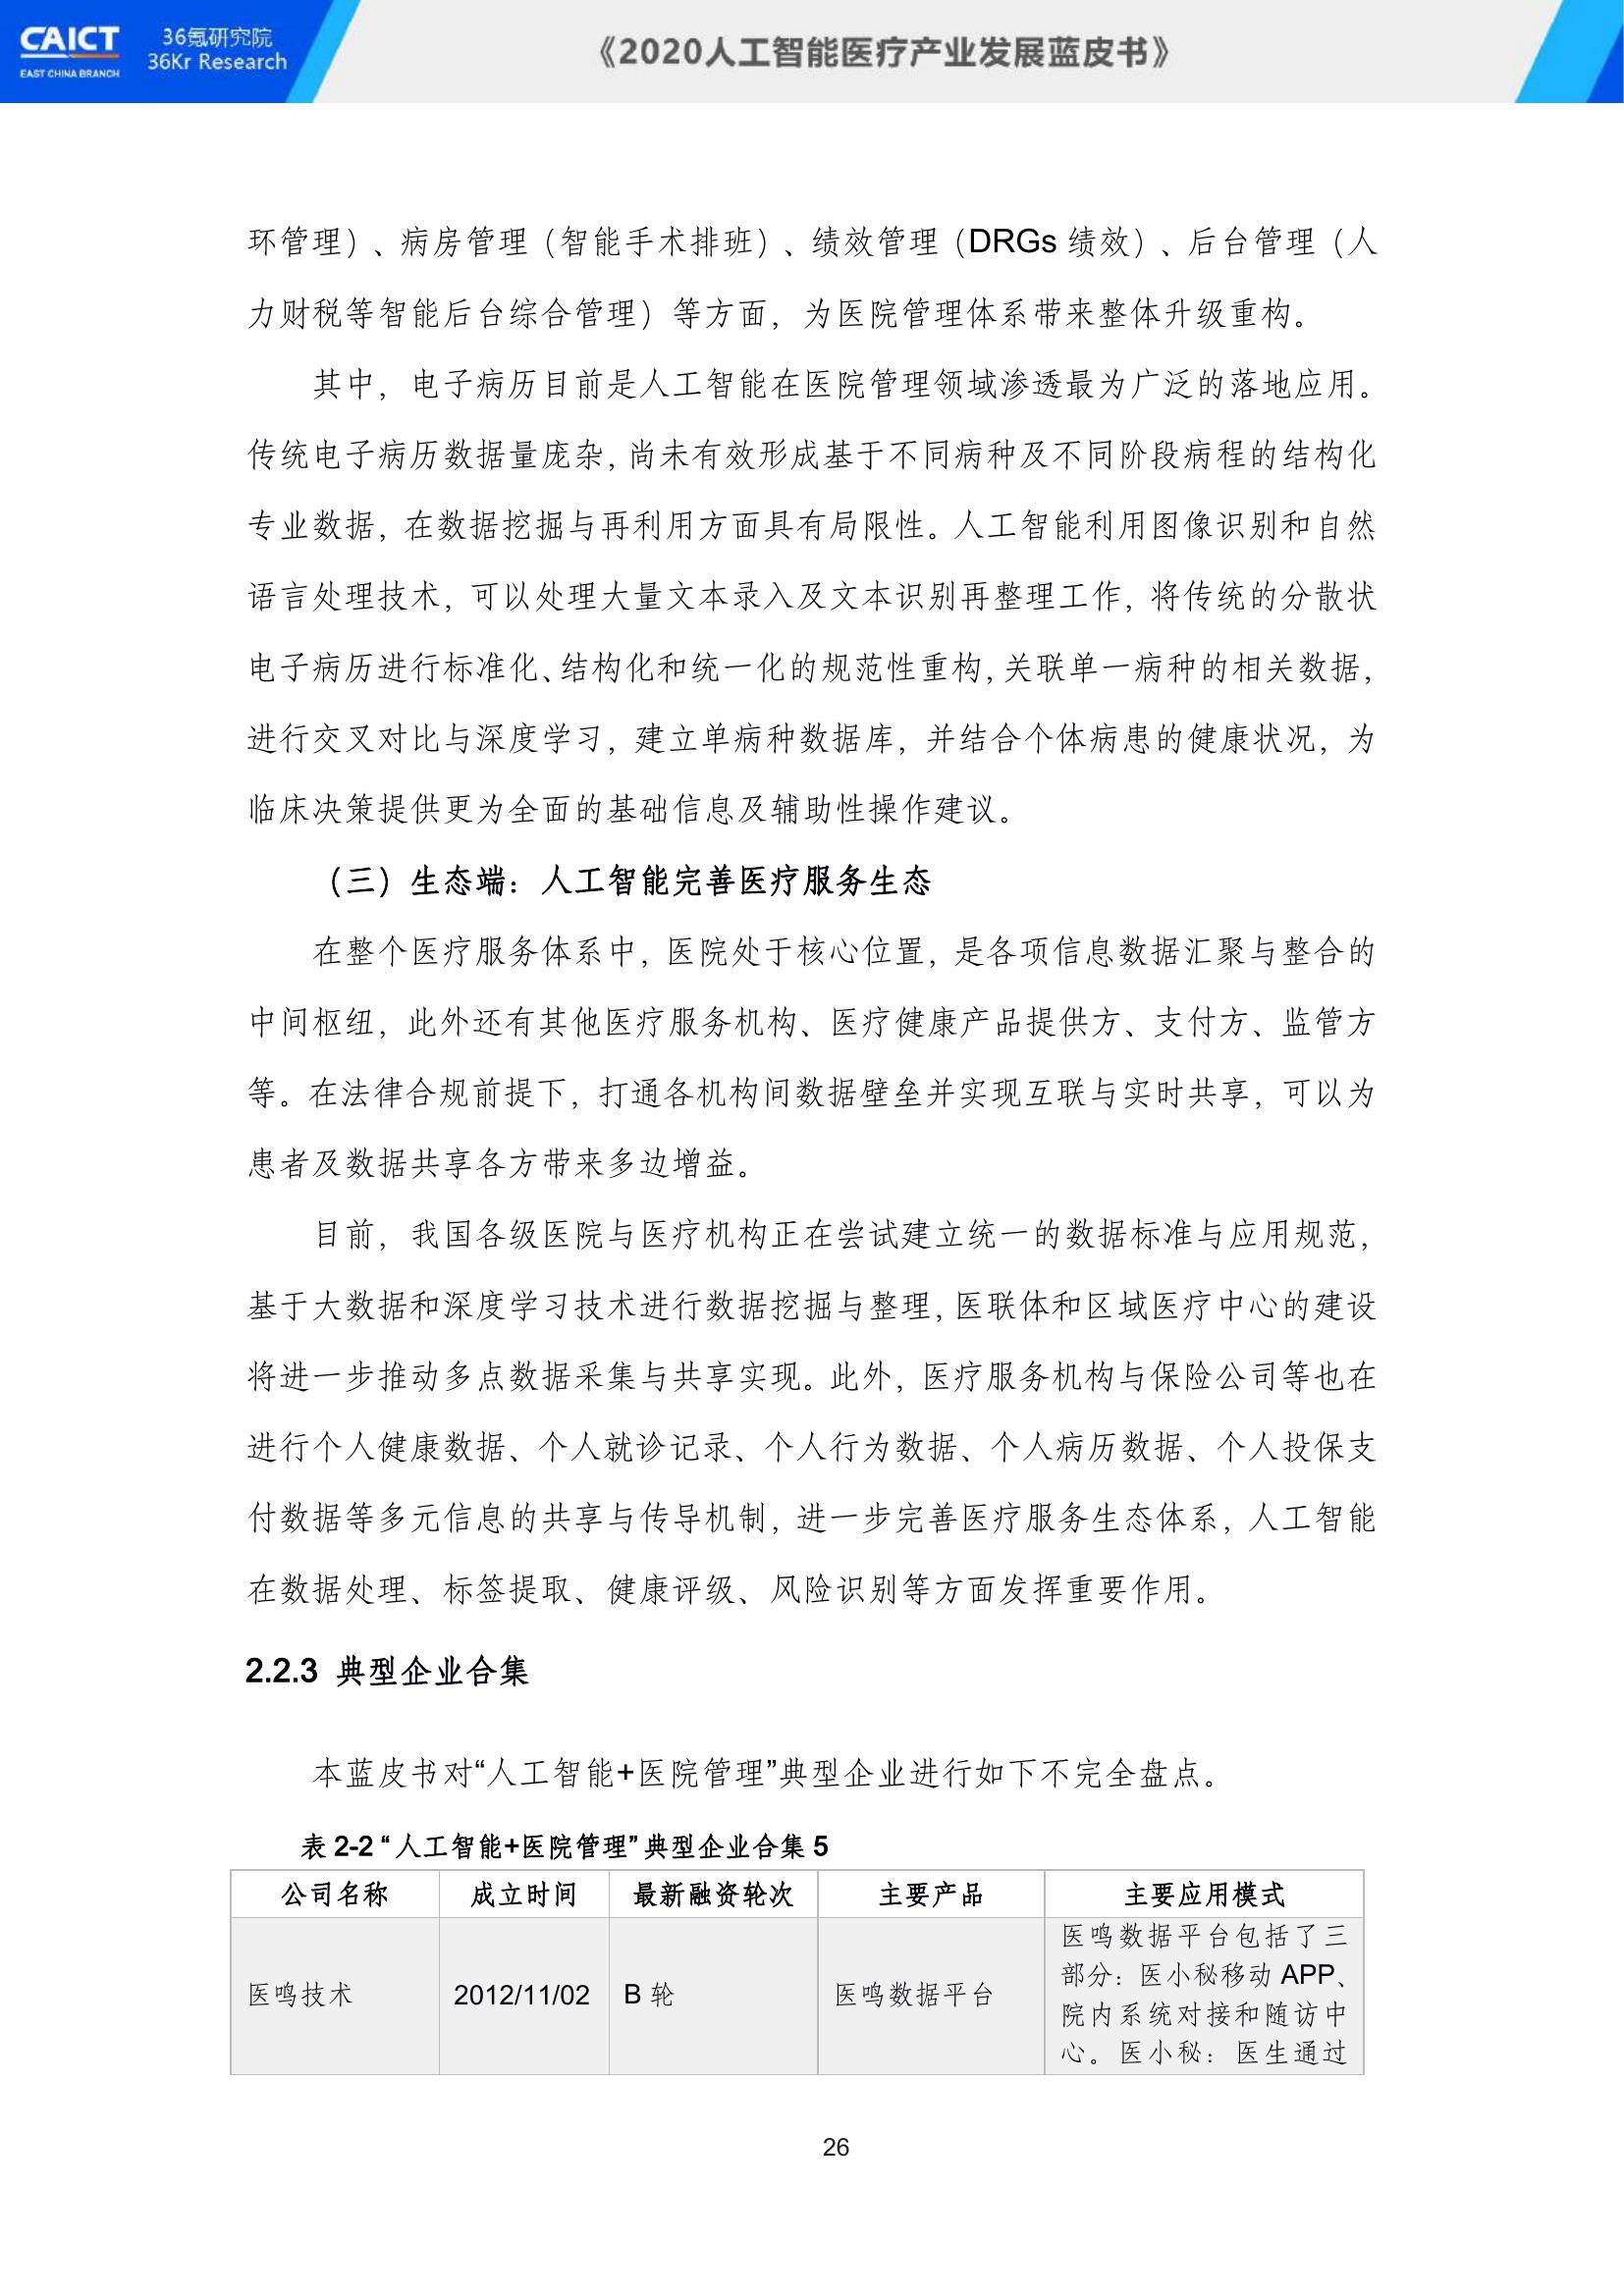 CAICT
EAST CHINA BRANCH
36氪研究院
36Kr Research
《2020人工智能医疗产业发展蓝皮书》
环管理）、病房管理（智能手术排班）、绩效管理（DRGs 绩效）、后台管理（人
力财税等智能后台综合管理）等方面，为医院管理体系带来整体升级重构。
其中，电子病历目前是人工智能在医院管理领域渗透最为广泛的落地应用。
传统电子病历数据量庞杂，尚未有效形成基于不同病种及不同阶段病程的结构化
专业数据，在数据挖掘与再利用方面具有局限性。人工智能利用图像识别和自然
语言处理技术，可以处理大量文本录入及文本识别再整理工作，将传统的分散状
电子病历进行标准化、结构化和统一化的规范性重构，关联单一病种的相关数据，
进行交叉对比与深度学习，建立单病种数据库，并结合个体病患的健康状况，为
临床决策提供更为全面的基础信息及辅助性操作建议。
（三）生态端：人工智能完善医疗服务生态
在整个医疗服务体系中，医院处于核心位置，是各项信息数据汇聚与整合的
中间枢纽，此外还有其他医疗服务机构、医疗健康产品提供方、支付方、监管方
等。在法律合规前提下，打通各机构间数据壁垒并实现互联与实时共享，可以为
患者及数据共享各方带来多边增益。
目前，我国各级医院与医疗机构正在尝试建立统一的数据标准与应用规范，
基于大数据和深度学习技术进行数据挖掘与整理，医联体和区域医疗中心的建设
将进一步推动多点数据采集与共享实现。此外，医疗服务机构与保险公司等也在
进行个人健康数据、个人就诊记录、个人行为数据、个人病历数据、个人投保支
付数据等多元信息的共享与传导机制，进一步完善医疗服务生态体系，人工智能
在数据处理、标签提取、健康评级、风险识别等方面发挥重要作用。
2.2.3 典型企业合集
本蓝皮书对“人工智能+医院管理”典型企业进行如下不完全盘点。
表 2-2 “人工智能+医院管理”典型企业合集 5
公司名称 成立时间 最新融资轮次 主要产品 主要应用模式
医鸣技术 2012/11/02 B 轮 医鸣数据平台
医鸣数据平台包括了三
部分：医小秘移动 APP、
院内系统对接和随访中
心。医小秘：医生通过
26